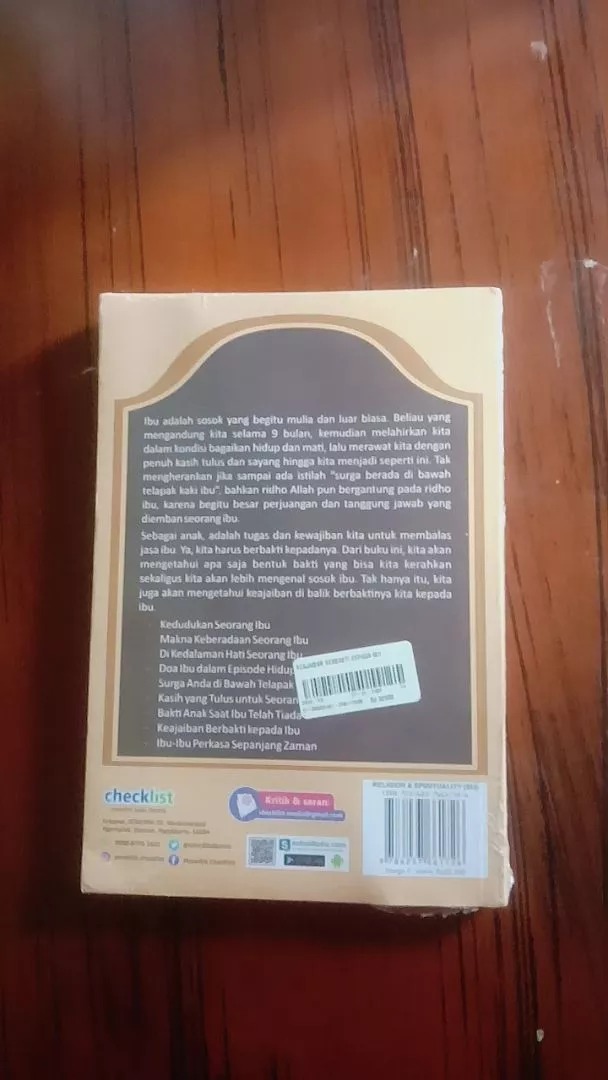 Ibu adalah sosok yang begitu mulia dan luar biasa. Beliau yang
mengandung kita selama 9 bulan, kemudian melahirkan kita
dalam kondisi bagaikan hidup dan mati, lalu merawat kita dengan
penuh kasih tulus dan sayang hingga kita menjadi seperti ini. Tak
mengherankan jika sampai ada istilah "surga berada di bawah
telapak kaki ibu", bahkan ridho Allah pun bergantung pada ridho
ibu, karena begitu besar perjuangan dan tanggung jawab yang
diemban seorang ibu.
Sebagai anak, adalah tugas dan kewajiban kita untuk membalas
jasa ibu. Ya, kita harus berbakti kepadanya. Dari buku ini, kita akan
mengetahui apa saja bentuk bakti yang bisa kita kerahkan
sekaligus kita akan lebih mengenal sosok ibu. Tak hanya itu, kita
juga akan mengetahui keajaiban di balik berbaktinya kita kepada
ibu.
Kedudukan Seorang Ibu
Makna Keberadaan Seorang Ibu
Di Kedalaman Hati Seorang Ibu
Doa Ibu dalam Episode Hidup
Surga Anda di Bawah Telapak
Kasih yang Tulus untuk Seoran
Bakti Anak Saat Ibu Telah Tiada
Keajaiban Berbakti kepada Ibu
Ibu-Ibu Perkasa Sepanjang Zaman
KEAJAIBAN BERBAKTI KEPADA IBU
checklist
Kritik & saran
RELIGION & SPIRITUALITY